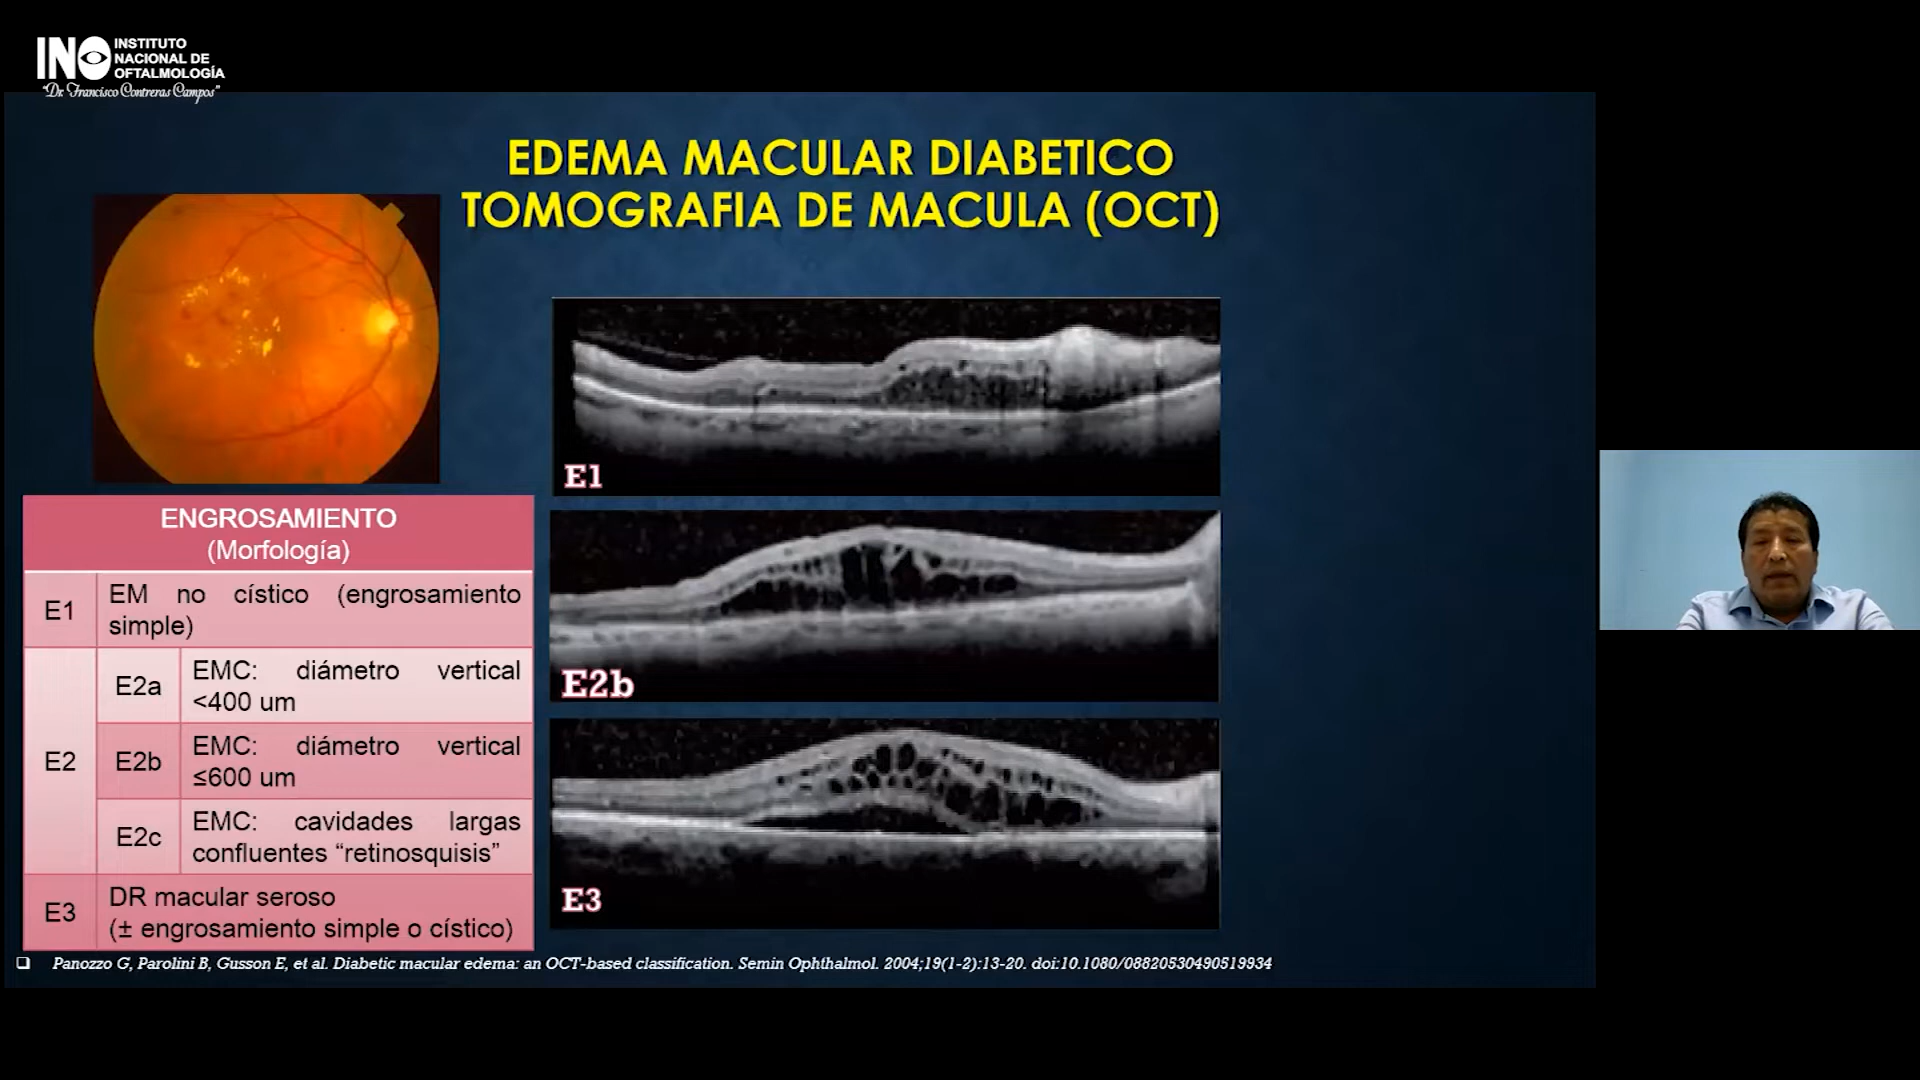 INO INSTITUTO
NACIONAL DE
OFTALMOLOGÍA
"Dr. Francisco Contreras Campos"
EDEMA MACULAR DIABETICO
TOMOGRAFIA DE MACULA (OCT)
E1
E2b
E3
ENGROSAMIENTO
(Morfología)
E1
EM no cístico (engrosamiento
simple)
E2
E2a
EMC: diámetro vertical
<400 um
E2b
EMC: diámetro vertical
≤600 um
E2c
EMC: cavidades largas
confluentes “retinosquisis”
E3
DR macular seroso
(± engrosamiento simple o cístico)
❑ Panozzo G, Parolini B, Gusson E, et al. Diabetic macular edema: an OCT-based classification. Semin Ophthalmol. 2004;19(1-2):13-20. doi:10.1080/08820530490519934